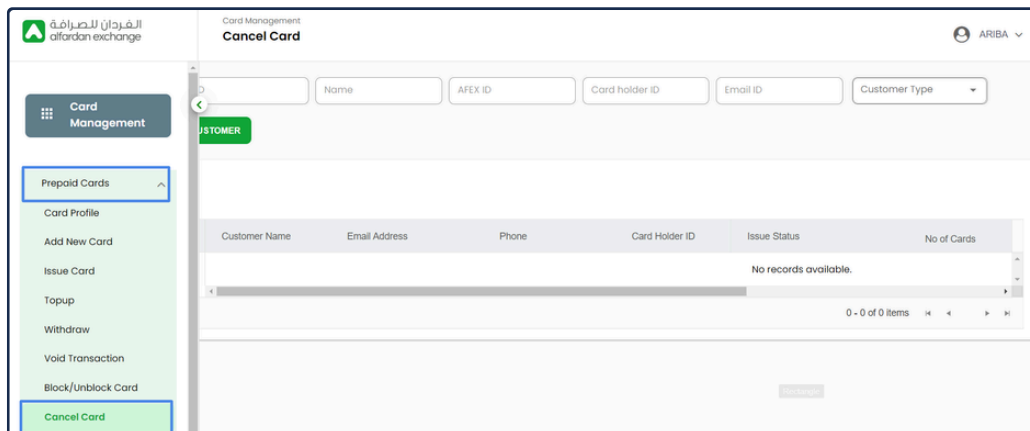 الفردان للصرافة
alfardan exchange
Card Management
Cancel Card
ARIBA
Card Management
Name
AFEX ID
Card holder ID
Email ID
Customer Type
Prepaid Cards
Card Profile
Add New Card
Issue Card
Topup
Withdraw
Void Transaction
Block/Unblock Card
Cancel Card
Customer Name Email Address Phone Card Holder ID Issue Status No of Cards
No records available.
0 - 0 of 0 items